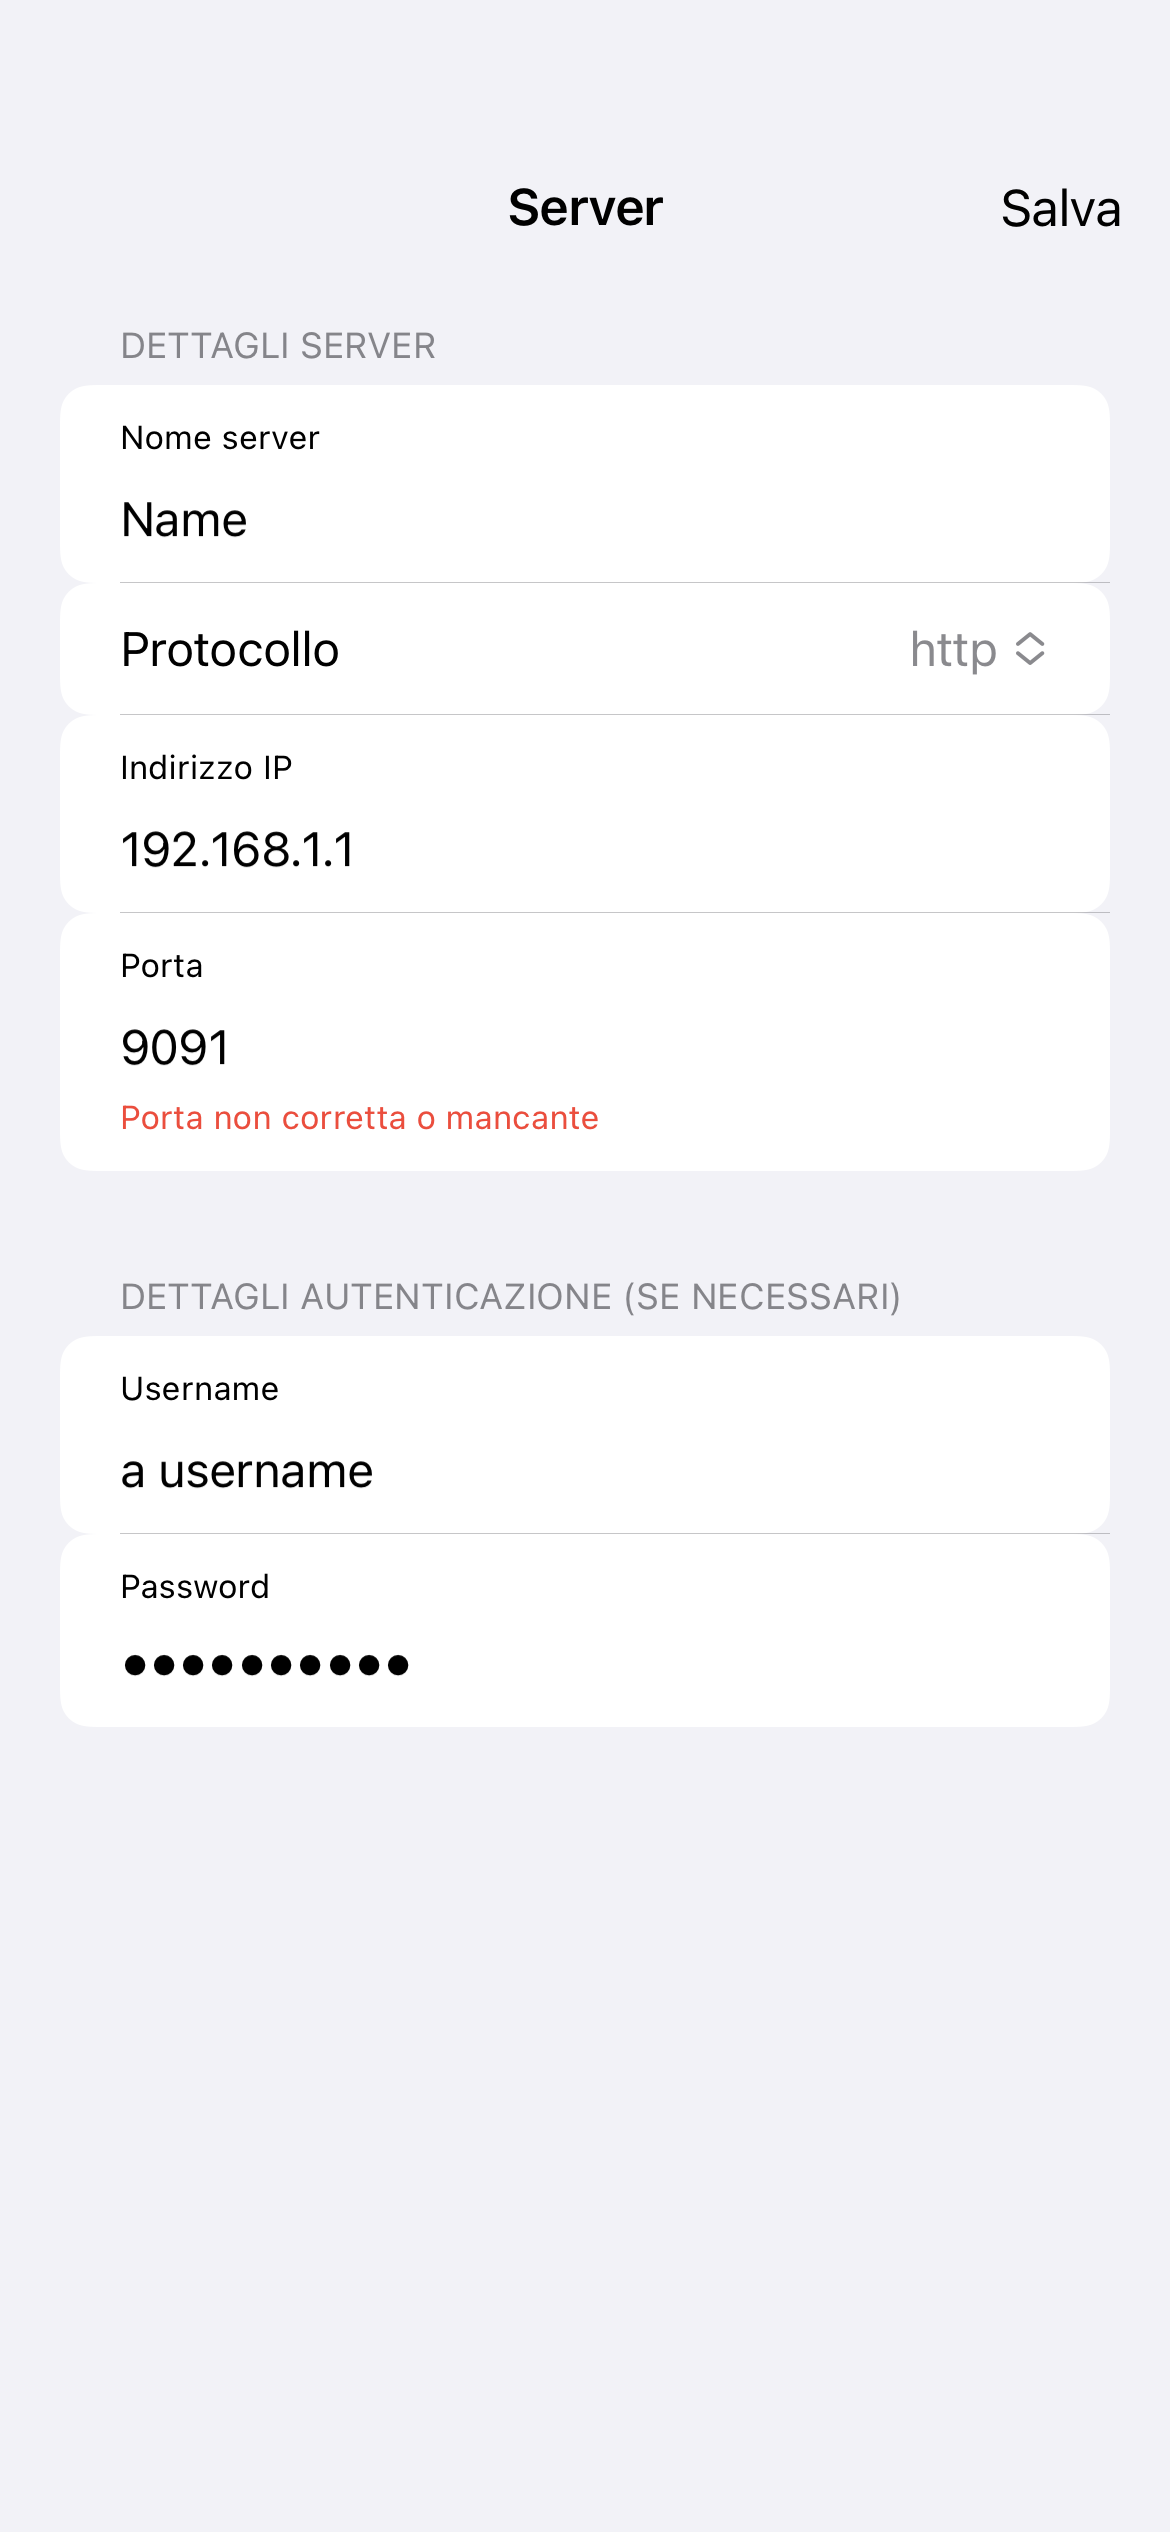 Server
Salva
DETTAGLI SERVER
Nome server
Name
Protocollo
http
Indirizzo IP
192.168.1.1
Porta
9091
Porta non corretta o mancante
DETTAGLI AUTENTICAZIONE (SE NECESSARI)
Username
a username
Password
●●●●●●●●●●